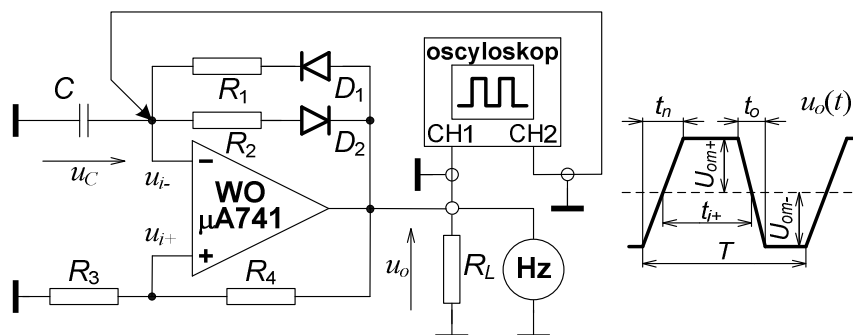 oscyloskop
CH1 CH2
C
R1
D1
R2
D2
uC
ui-
WO
µA741
ui+
R3
R4
uo
RL
Hz
tn
to
uo(t)
Uom+
ti+
Uom-
T